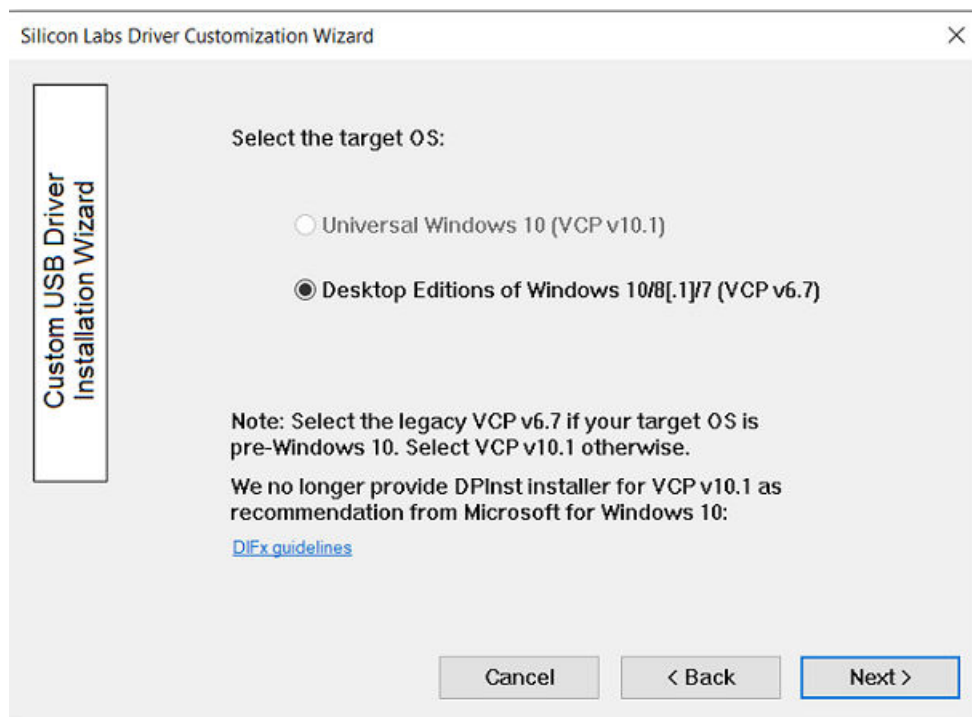 Silicon Labs Driver Customization Wizard
Custom USB Driver
Installation Wizard
Select the target OS:
Universal Windows 10 (VCP v10.1)
Desktop Editions of Windows 10/8[.1]/7 (VCP v6.7)
Note: Select the legacy VCP v6.7 if your target OS is
pre-Windows 10. Select VCP v10.1 otherwise.
We no longer provide DPInst installer for VCP v10.1 as
recommendation from Microsoft for Windows 10:
DIFx guidelines
Cancel
< Back
Next >